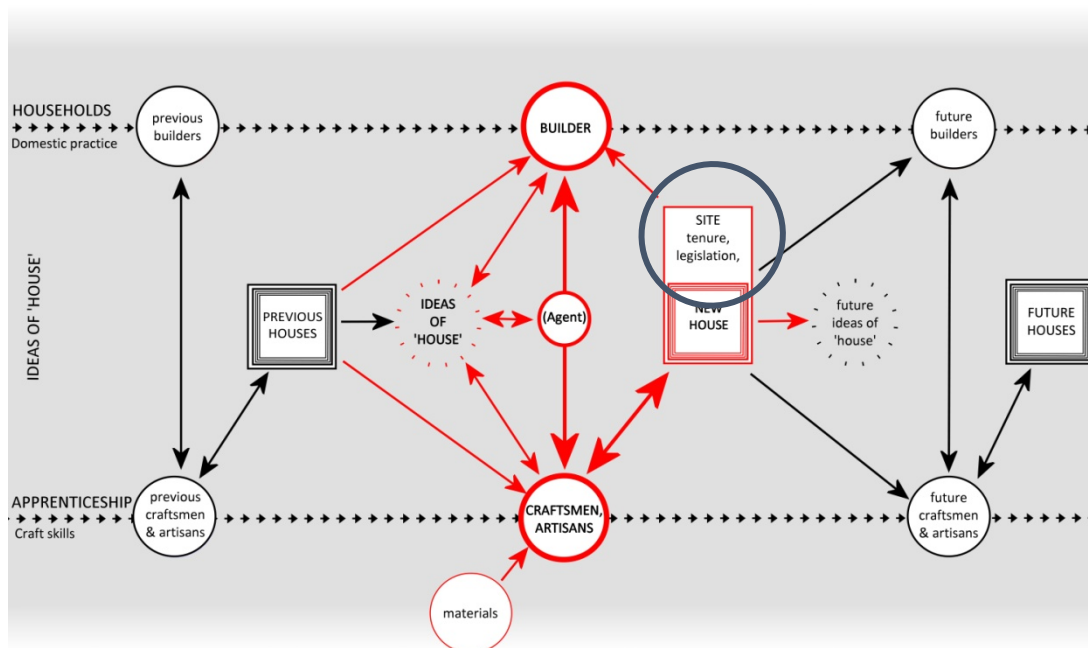 HOUSEHOLDS
Domestic practice
previous
builders
BUILDER
future
builders
SITE
tenure,
legislation,
IDEAS OF 'HOUSE'
PREVIOUS
HOUSES
IDEAS
OF
'HOUSE'
(Agent)
NEW
HOUSE
future
ideas of
'house'
FUTURE
HOUSES
APPRENTICESHIP
Craft skills
previous
craftsmen
& artisans
CRAFTSMEN,
ARTISANS
future
craftsmen
& artisans
materials